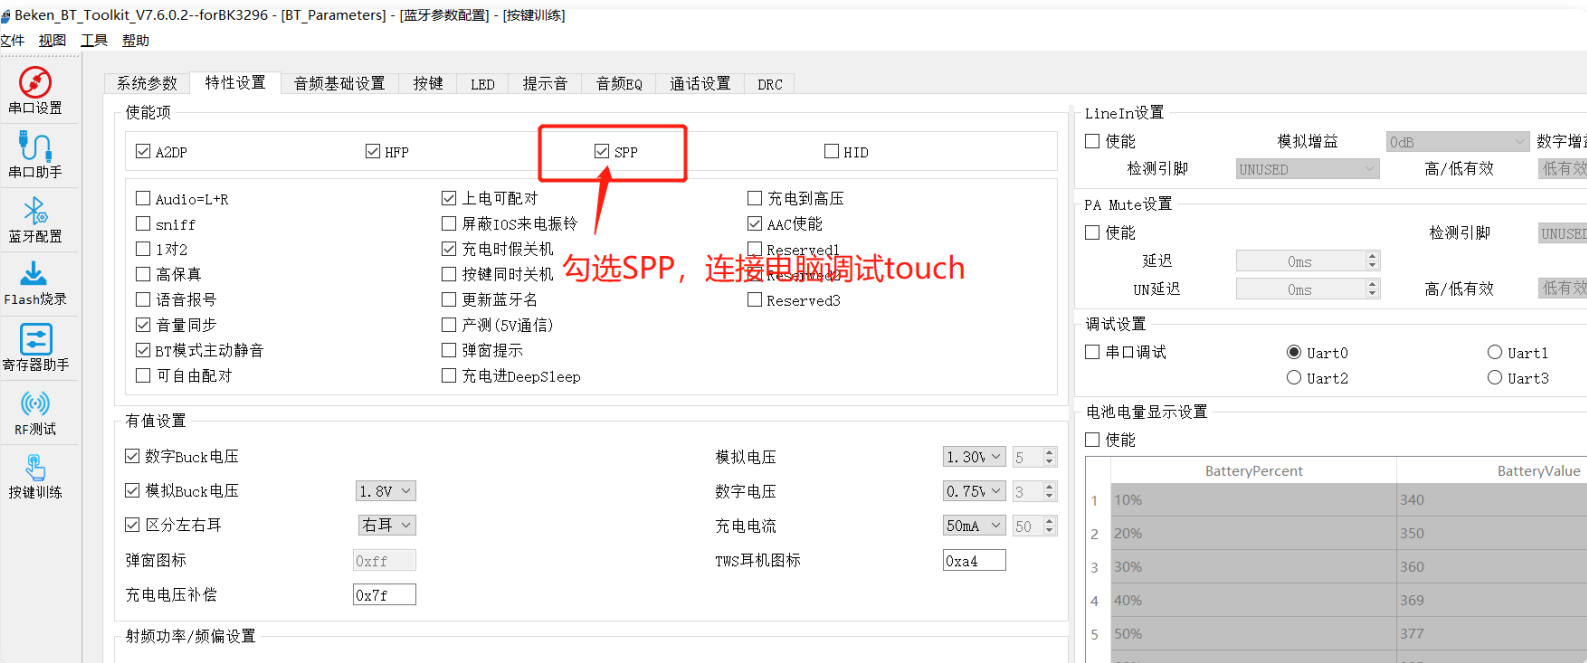 Beken_BT_Toolkit_V7.6.0.2--forBK3296 - [BT_Parameters] - [蓝牙参数配置] - [按键训练]
文件 视图 工具 帮助
串口设置
串口助手
蓝牙配置
Flash烧录
寄存器助手
RF测试
按键训练
系统参数 特性设置 音频基础设置 按键 LED 提示音 音频EQ 通话设置 DRC
使能项
A2DP HFP SPP HID
Audio=L+R 上电可配对 充电到高压
sniff 屏蔽IOS来电振铃 AAC使能
1对2 充电时假关机 Reserved1
高保真 按键同时关机 Reserved2
勾选SPP，连接电脑调试touch
语音报号 更新蓝牙名 Reserved3
音量同步 产测(5V通信)
BT模式主动静音 弹窗提示
可自由配对 充电进DeepSleep
有值设置
数字Buck电压 模拟电压 1.30V 5
模拟Buck电压 1.8V 数字电压 0.75V 3
区分左右耳 右耳 充电电流 50mA 50
弹窗图标 0xff TWS耳机图标 0xa4
充电电压补偿 0x7f
射频功率/频偏设置
LineIn设置
使能 模拟增益 0dB 数字增益
检测引脚 UNUSED 高/低有效 低有效
PA Mute设置
使能 检测引脚 UNUSED
延迟 0ms
UN延迟 0ms 高/低有效 低有效
调试设置
串口调试 Uart0 Uart1
Uart2 Uart3
电池电量显示设置
使能
BatteryPercent BatteryValue
1 10% 340
2 20% 350
3 30% 360
4 40% 369
5 50% 377